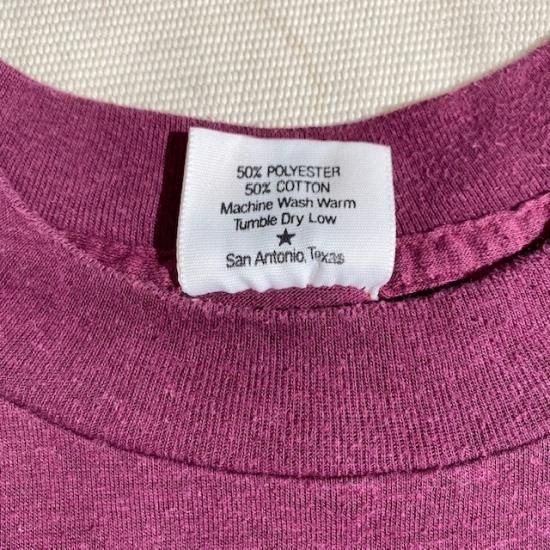 50% POLYESTER
50% COTTON
Machine Wash Warm
Tumble Dry Low
★
San Antonio, Texas